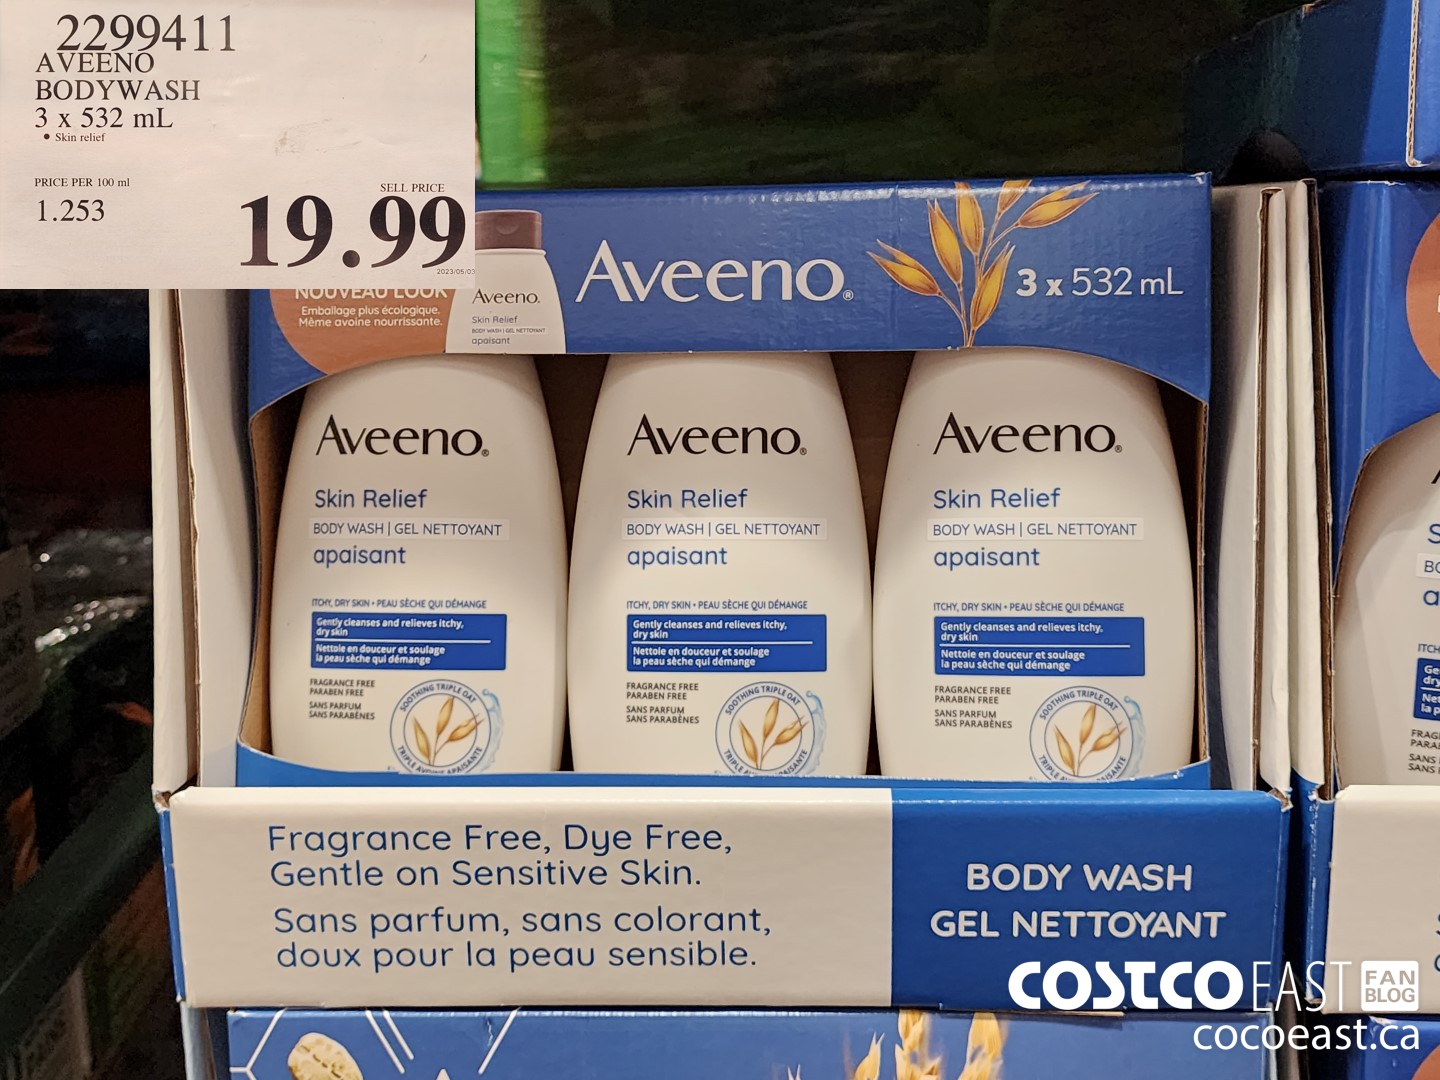 2299411
AVEENO
BODYWASH
3 x 532 mL
• Skin relief
PRICE PER 100 ml
1.253
SELL PRICE
19.99
2023/05/03
NOUVEAU LOOK
Emballage plus écologique.
Même avoine nourrissante.
Aveeno.
Skin Relief
BODY WASH | GEL NETTOYANT
apaisant
Aveeno®
3 x 532 mL
Aveeno®
Skin Relief
BODY WASH | GEL NETTOYANT
apaisant
ITCHY, DRY SKIN • PEAU SÈCHE QUI DÉMANGE
Gently cleanses and relieves itchy,
dry skin
Nettoie en douceur et soulage
la peau sèche qui démange
FRAGRANCE FREE
PARABEN FREE
SANS PARFUM
SANS PARABÈNES
SOOTHING TRIPLE OAT
Aveeno®
Skin Relief
BODY WASH | GEL NETTOYANT
apaisant
ITCHY, DRY SKIN • PEAU SÈCHE QUI DÉMANGE
Gently cleanses and relieves itchy,
dry skin
Nettoie en douceur et soulage
la peau sèche qui démange
FRAGRANCE FREE
PARABEN FREE
SANS PARFUM
SANS PARABÈNES
SOOTHING TRIPLE OAT
Aveeno®
Skin Relief
BODY WASH | GEL NETTOYANT
apaisant
ITCHY, DRY SKIN • PEAU SÈCHE QUI DÉMANGE
Gently cleanses and relieves itchy,
dry skin
Nettoie en douceur et soulage
la peau sèche qui démange
FRAGRANCE FREE
PARABEN FREE
SANS PARFUM
SANS PARABÈNES
SOOTHING TRIPLE OAT
Fragrance Free, Dye Free,
Gentle on Sensitive Skin.
Sans parfum, sans colorant,
doux pour la peau sensible.
BODY WASH
GEL NETTOYANT
COSTCO EAST FAN BLOG
cocoeast.ca